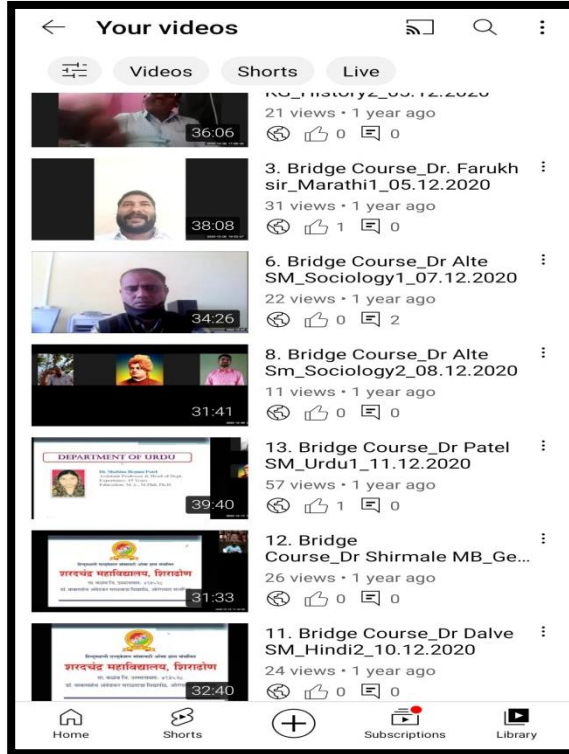 Your videos
Videos
Shorts
Live
KG_History2_05.12.2020
21 views • 1 year ago
36:06
0
0
3. Bridge Course_Dr. Farukh
sir_Marathi1_05.12.2020
31 views • 1 year ago
38:08
1
0
6. Bridge Course_Dr Alte
SM_Sociology1_07.12.2020
22 views • 1 year ago
34:26
0
2
8. Bridge Course_Dr Alte
Sm_Sociology2_08.12.2020
11 views • 1 year ago
31:41
0
0
DEPARTMENT OF URDU
13. Bridge Course_Dr Patel
SM_Urdu1_11.12.2020
57 views • 1 year ago
39:40
1
0
12. Bridge
Course_Dr Shirmale MB_Ge...
शरदचंद्र महाविद्यालय, शिराढोण
26 views • 1 year ago
31:33
0
0
11. Bridge Course_Dr Dalve
SM_Hindi2_10.12.2020
शरदचंद्र महाविद्यालय, शिराढोण
24 views • 1 year ago
32:40
0
0
Home
Shorts
Subscriptions
Library